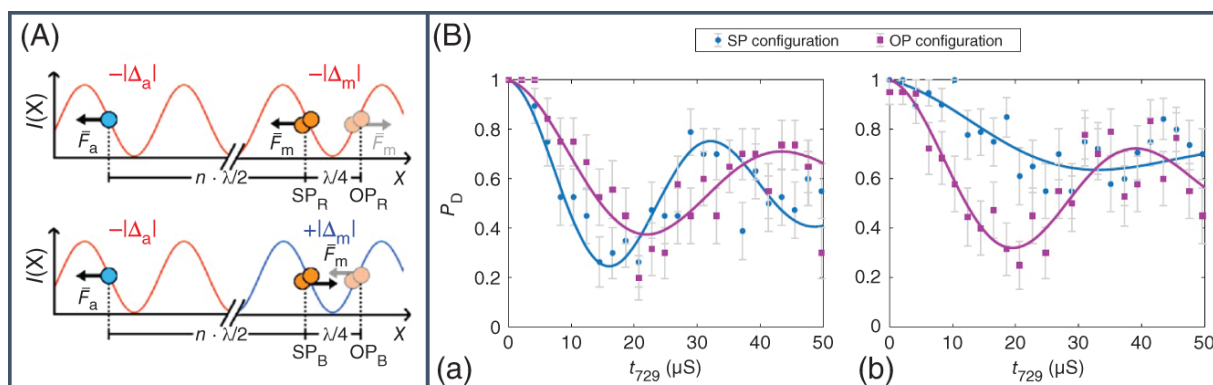 (A)
−|Δa| −|Δm|
I(X)
F̄a F̄m F̄m
n · λ/2 λ/4 X
SPR OPR
−|Δa| +|Δm|
I(X)
F̄a F̄m
n · λ/2 λ/4 X
SPB OPB
(B)
SP configuration OP configuration
PD
1
0.8
0.6
0.4
0.2
0
0 10 20 30 40 50
t729 (μS)
(a)
1
0.8
0.6
0.4
0.2
0
0 10 20 30 40 50
t729 (μS)
(b)